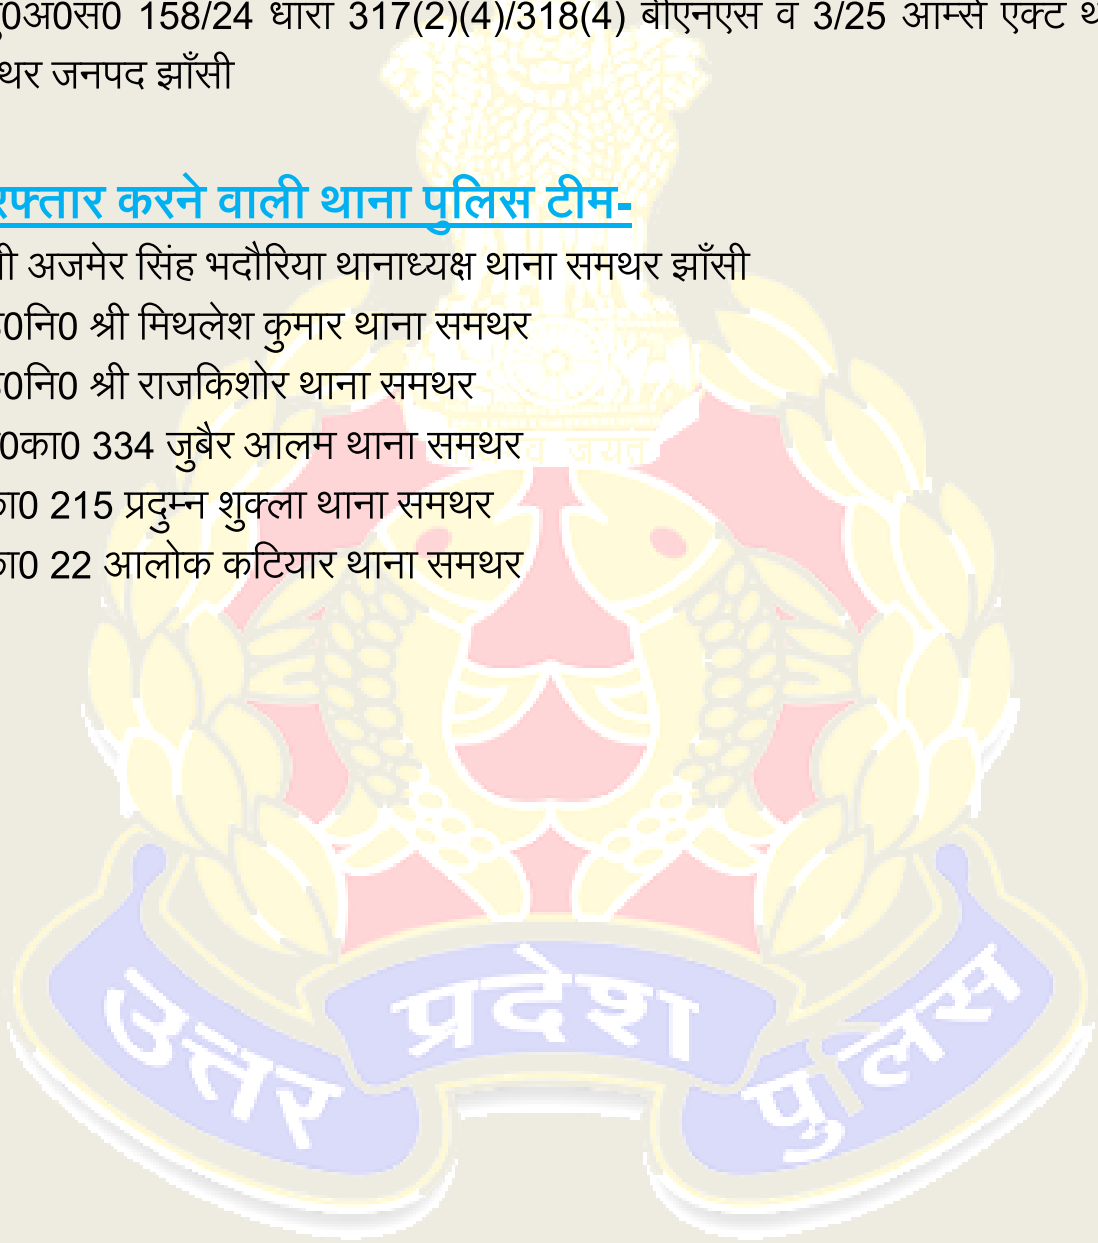 0अ0स0 158/24 धारा 317(2)(4)/318(4) बीएनएस व 3/25 आर्म्स एक्ट
थर जनपद झाँसी
रफ्तार करने वाली थाना पुलिस टीम-
अजमेर सिंह भदौरिया थानाध्यक्ष थाना समथर झाँसी
0नि0 श्री मिथलेश कुमार थाना समथर
0नि0 श्री राजकिशोर थाना समथर
0का0 334 जुबैर आलम थाना समथर
का0 215 प्रदुम्न शुक्ला थाना समथर
का0 22 आलोक कटियार थाना समथर
उत्तर प्रदेश पुलिस